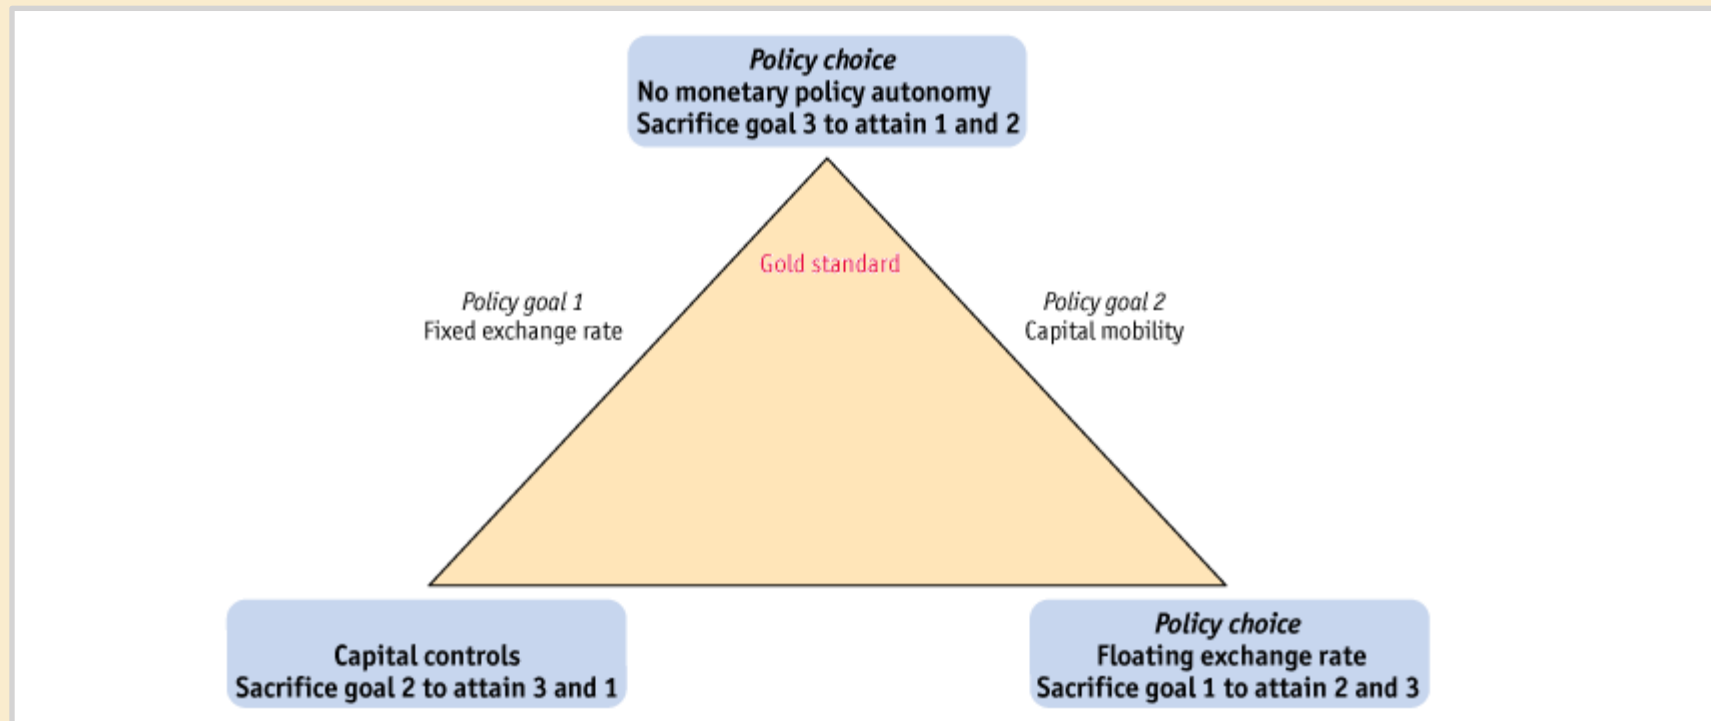 Policy choice
No monetary policy autonomy
Sacrifice goal 3 to attain 1 and 2
Gold standard
Policy goal 1
Fixed exchange rate
Policy goal 2
Capital mobility
Capital controls
Sacrifice goal 2 to attain 3 and 1
Policy choice
Floating exchange rate
Sacrifice goal 1 to attain 2 and 3